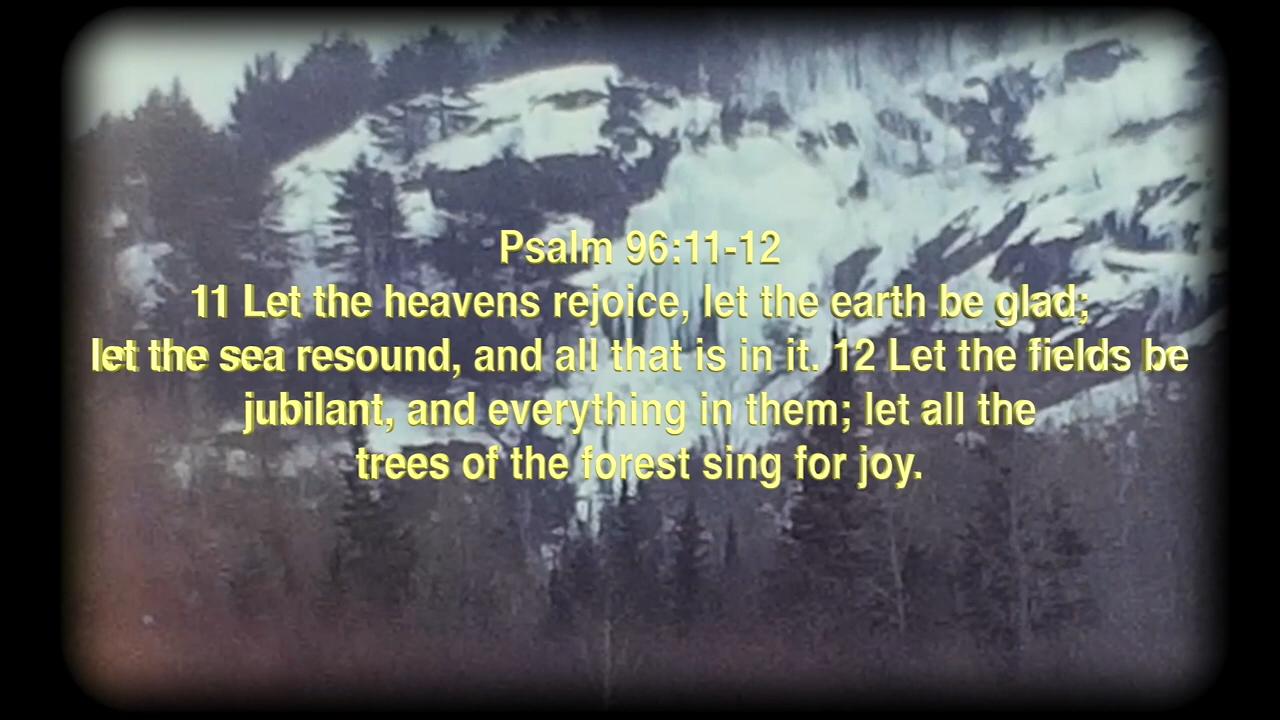 Psalm 96:11-12
11 Let the heavens rejoice, let the earth be glad;
let the sea resound, and all that is in it. 12 Let the fields be
jubilant, and everything in them; let all the
trees of the forest sing for joy.